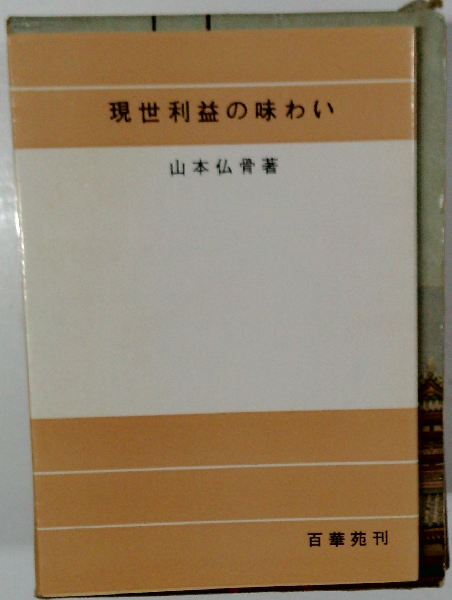 現世利益の味わい
山本仏骨著
百華苑刊